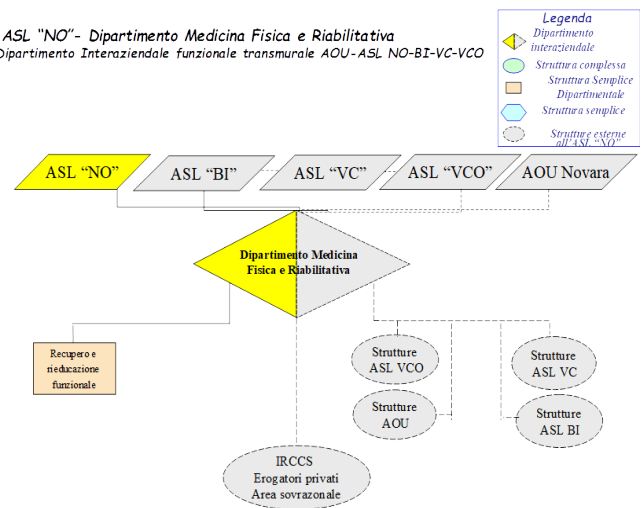 ASL “NO”- Dipartimento Medicina Fisica e Riabilitativa
Dipartimento Interaziendale funzionale transmurale AOU-ASL NO-BI-VC-VCO
Legenda
Dipartimento
interaziendale
Struttura complessa
Struttura Semplice
Dipartimentale
Struttura semplice
Strutture esterne
all'ASL “NO”
ASL “NO”
ASL “BI”
ASL “VC”
ASL “VCO”
AOU Novara
Dipartimento Medicina
Fisica e Riabilitativa
Recupero e
rieducazione
funzionale
Strutture
ASL VCO
Strutture
ASL VC
Strutture
AOU
Strutture
ASL BI
IRCCS
Erogatori privati
Area sovrazonale